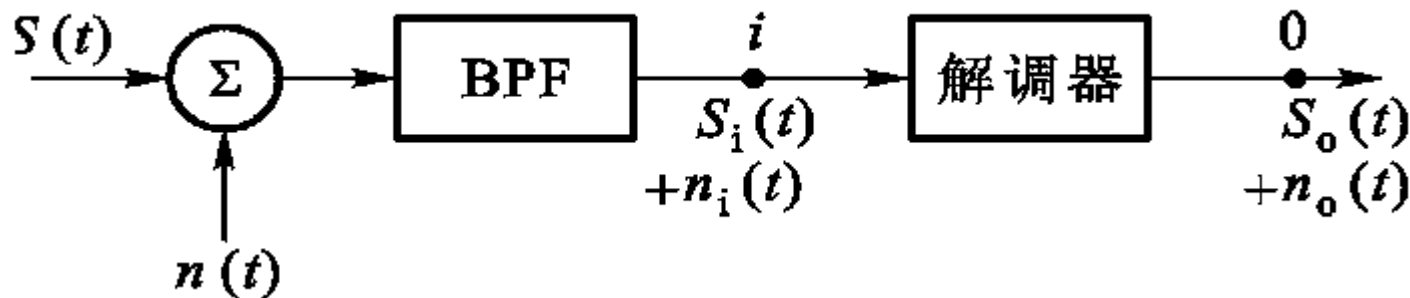 S(t)
Σ
n(t)
BPF
i
S_i(t)
+n_i(t)
解调器
0
S_o(t)
+n_o(t)